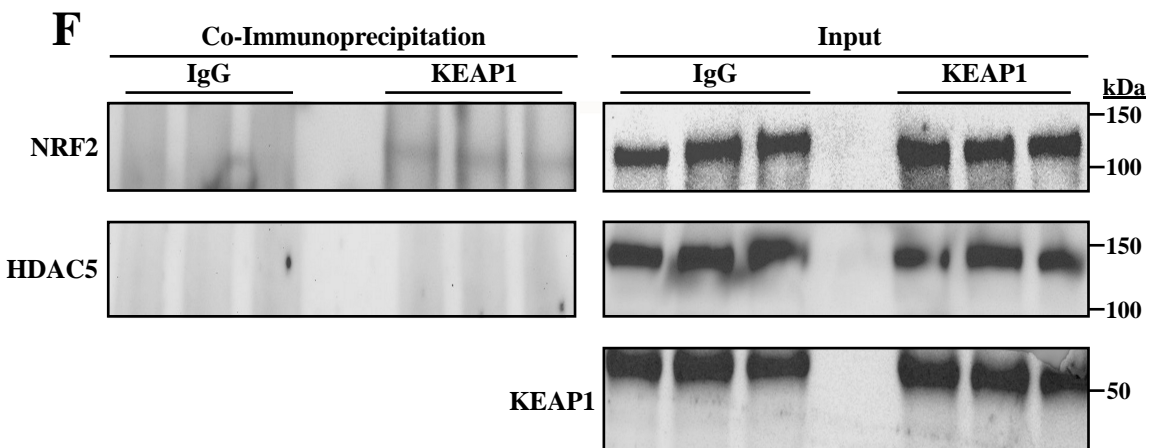 F
Co-Immunoprecipitation Input
IgG KEAP1 IgG KEAP1 kDa
NRF2 150
100
HDAC5 150
100
KEAP1 50